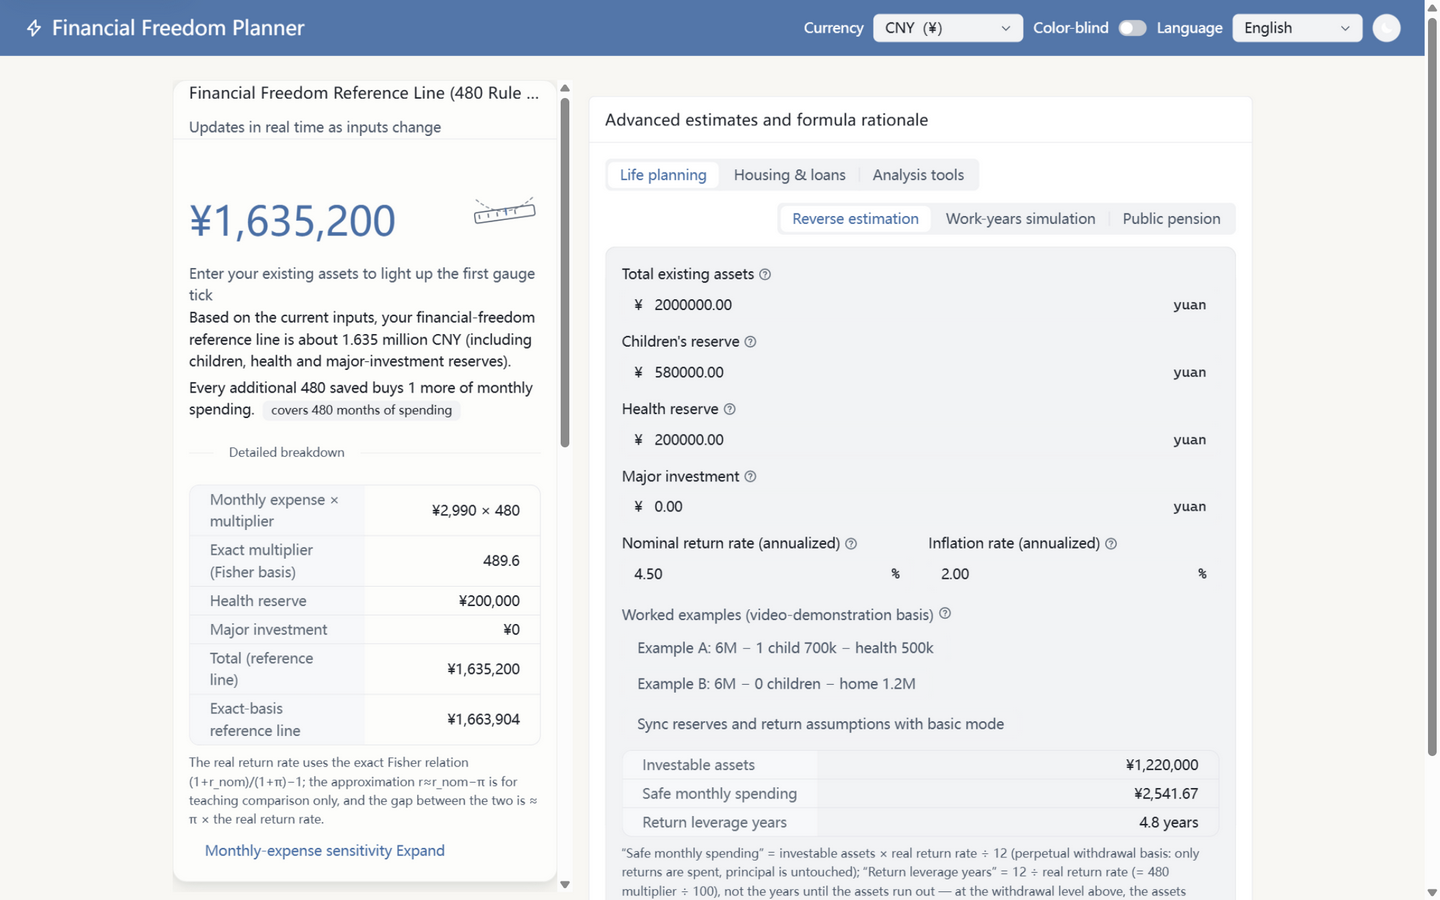 Financial Freedom Planner
Currency
CNY (¥)
Color-blind
Language
English
Financial Freedom Reference Line (480 Rule ...
Updates in real time as inputs change
¥1,635,200
Enter your existing assets to light up the first gauge
tick
Based on the current inputs, your financial-freedom
reference line is about 1.635 million CNY (including
children, health and major-investment reserves).
Every additional 480 saved buys 1 more of monthly
spending. covers 480 months of spending
Detailed breakdown
Monthly expense ×
multiplier
¥2,990 × 480
Exact multiplier
(Fisher basis)
489.6
Health reserve
¥200,000
Major investment
¥0
Total (reference
line)
¥1,635,200
Exact-basis
reference line
¥1,663,904
The real return rate uses the exact Fisher relation
(1+r_nom)/(1+π)−1; the approximation r≈r_nom−π is for
teaching comparison only, and the gap between the two is ≈
π × the real return rate.
Monthly-expense sensitivity Expand
Advanced estimates and formula rationale
Life planning
Housing & loans
Analysis tools
Reverse estimation
Work-years simulation
Public pension
Total existing assets
¥ 2000000.00 yuan
Children's reserve
¥ 580000.00 yuan
Health reserve
¥ 200000.00 yuan
Major investment
¥ 0.00 yuan
Nominal return rate (annualized)
4.50 %
Inflation rate (annualized)
2.00 %
Worked examples (video-demonstration basis)
Example A: 6M − 1 child 700k − health 500k
Example B: 6M − 0 children − home 1.2M
Sync reserves and return assumptions with basic mode
Investable assets
¥1,220,000
Safe monthly spending
¥2,541.67
Return leverage years
4.8 years
“Safe monthly spending” = investable assets × real return rate ÷ 12 (perpetual withdrawal basis: only
returns are spent, principal is untouched); “Return leverage years” = 12 ÷ real return rate (= 480
multiplier ÷ 100), not the years until the assets run out — at the withdrawal level above, the assets